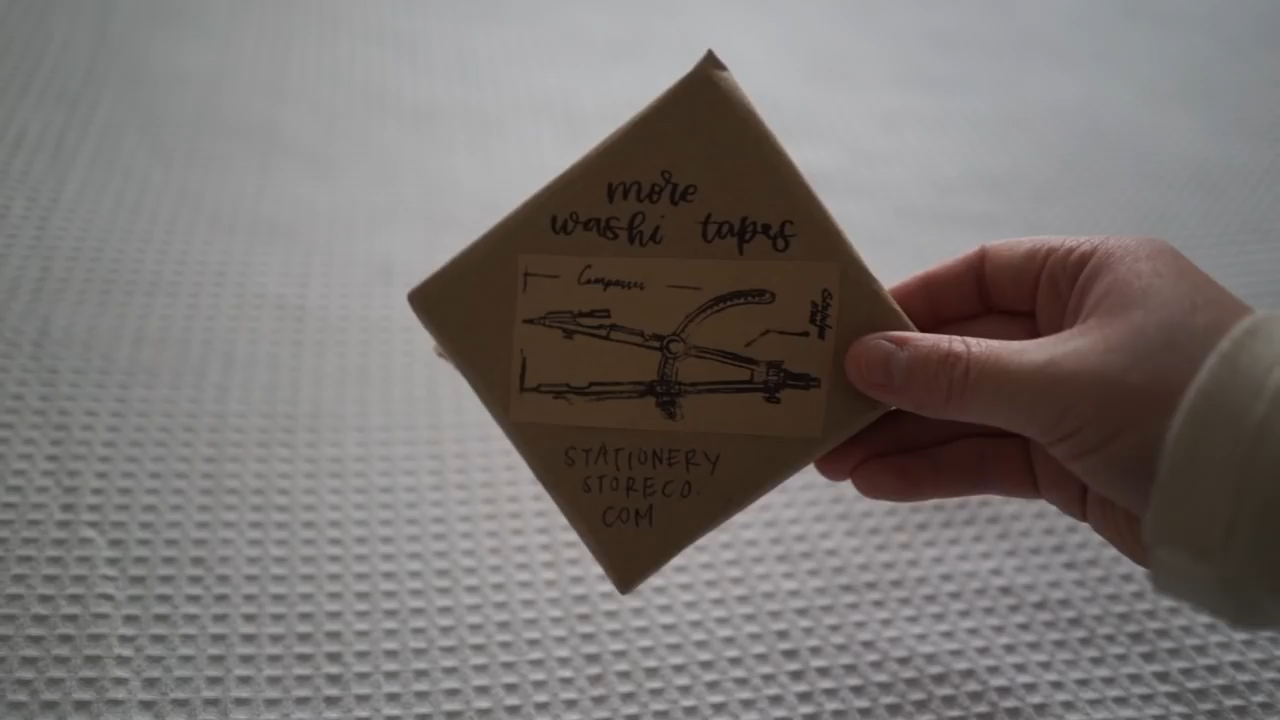 more
washi tapes
Compasses
STATIONERY
STORECO.
COM